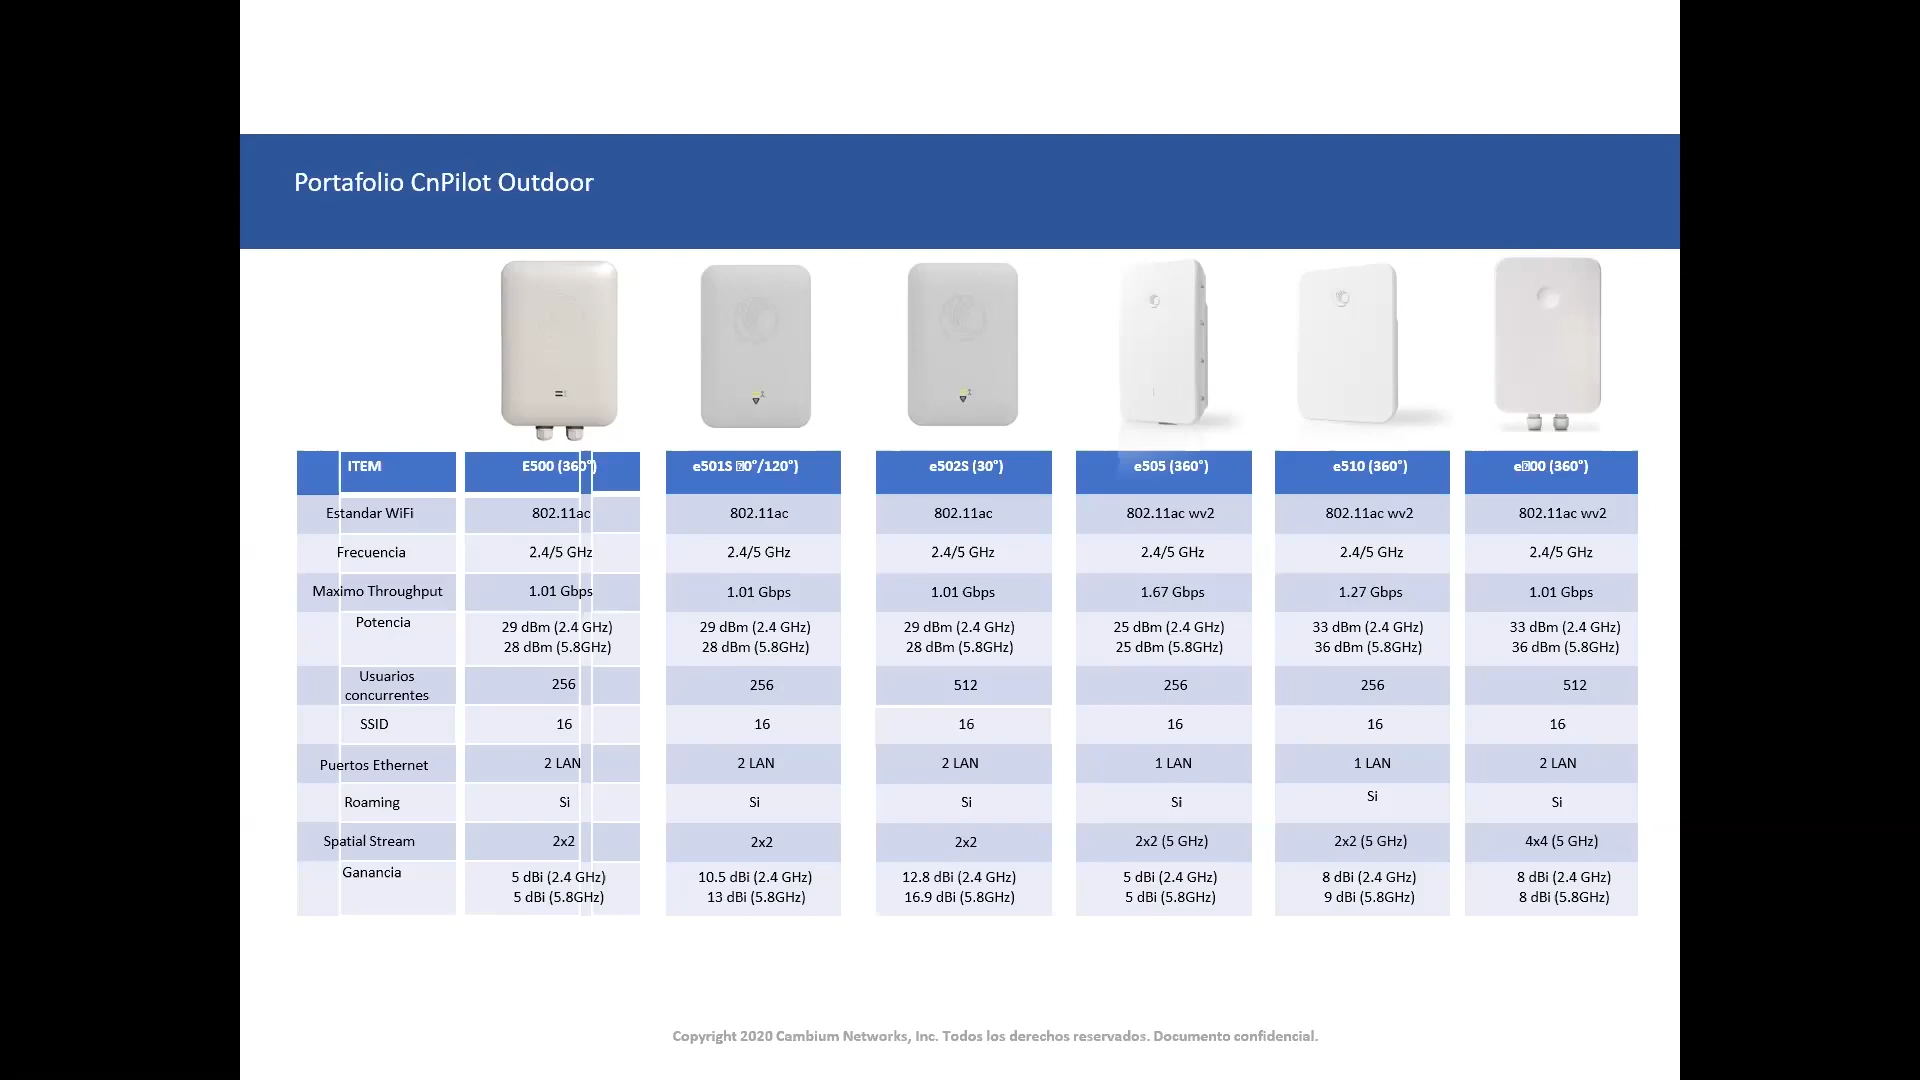 Portafolio CnPilot Outdoor
ITEM E500 (360°) e501S 0°/120°) e502S (30°) e505 (360°) e510 (360°) e00 (360°)
Estandar WiFi 802.11ac 802.11ac 802.11ac 802.11ac wv2 802.11ac wv2 802.11ac wv2
Frecuencia 2.4/5 GHz 2.4/5 GHz 2.4/5 GHz 2.4/5 GHz 2.4/5 GHz 2.4/5 GHz
Maximo Throughput 1.01 Gbps 1.01 Gbps 1.01 Gbps 1.67 Gbps 1.27 Gbps 1.01 Gbps
Potencia 29 dBm (2.4 GHz) 29 dBm (2.4 GHz) 29 dBm (2.4 GHz) 25 dBm (2.4 GHz) 33 dBm (2.4 GHz) 33 dBm (2.4 GHz)
28 dBm (5.8GHz) 28 dBm (5.8GHz) 28 dBm (5.8GHz) 25 dBm (5.8GHz) 36 dBm (5.8GHz) 36 dBm (5.8GHz)
Usuarios
concurrentes 256 256 512 256 256 512
SSID 16 16 16 16 16 16
Puertos Ethernet 2 LAN 2 LAN 2 LAN 1 LAN 1 LAN 2 LAN
Roaming Si Si Si Si Si Si
Spatial Stream 2x2 2x2 2x2 2x2 (5 GHz) 2x2 (5 GHz) 4x4 (5 GHz)
Ganancia 5 dBi (2.4 GHz) 10.5 dBi (2.4 GHz) 12.8 dBi (2.4 GHz) 5 dBi (2.4 GHz) 8 dBi (2.4 GHz) 8 dBi (2.4 GHz)
5 dBi (5.8GHz) 13 dBi (5.8GHz) 16.9 dBi (5.8GHz) 5 dBi (5.8GHz) 9 dBi (5.8GHz) 8 dBi (5.8GHz)
Copyright 2020 Cambium Networks, Inc. Todos los derechos reservados. Documento confidencial.